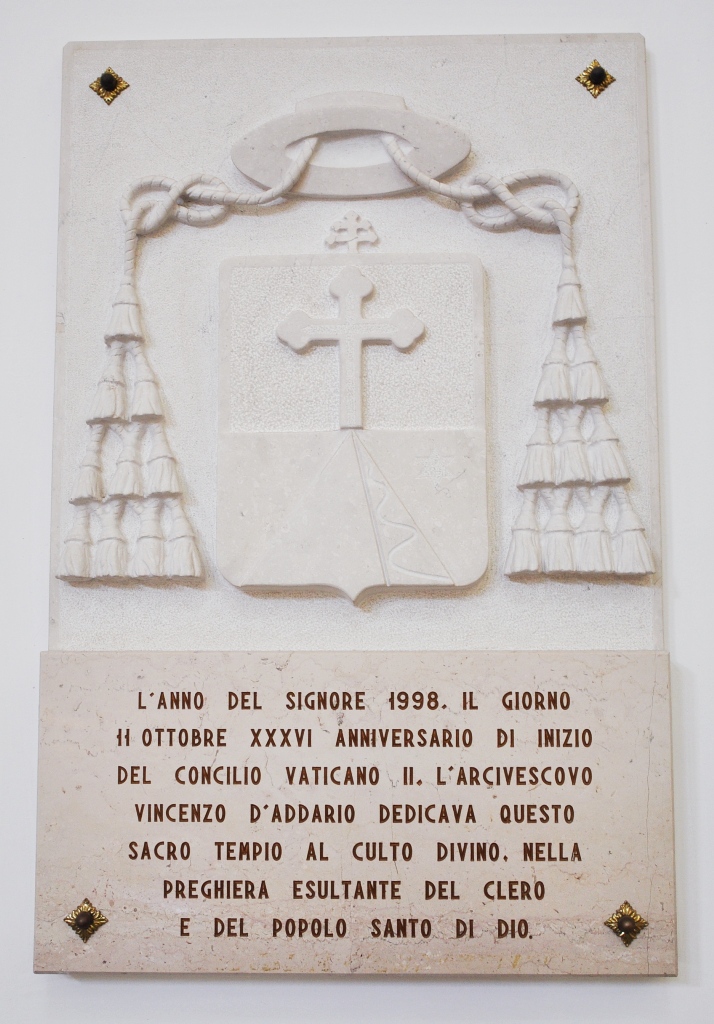 L'ANNO DEL SIGNORE 1998. IL GIORNO
11 OTTOBRE XXXVI ANNIVERSARIO DI INIZIO
DEL CONCILIO VATICANO II. L'ARCIVESCOVO
VINCENZO D'ADDARIO DEDICAVA QUESTO
SACRO TEMPIO AL CULTO DIVINO. NELLA
PREGHIERA ESULTANTE DEL CLERO
E DEL POPOLO SANTO DI DIO.